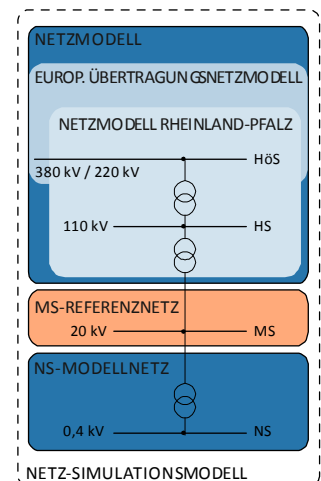 NETZMODELL
EUROP. ÜBERTRAGUNGSNETZMODELL
NETZMODELL RHEINLAND-PFALZ
HöS
380 kV / 220 kV
110 kV HS
MS-REFERENZNETZ
20 kV MS
NS-MODELLNETZ
0,4 kV NS
NETZ-SIMULATIONSMODELL